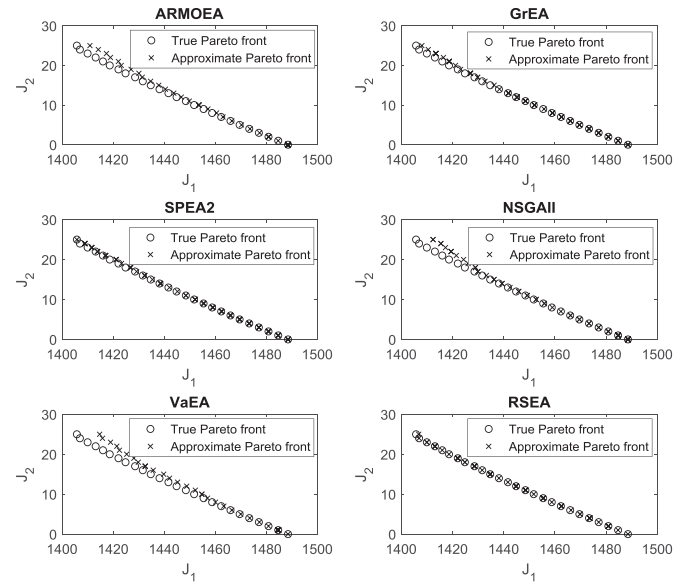 ARMOEA
30
20
10
0
J2
○ True Pareto front
× Approximate Pareto front
1400 1420 1440 1460 1480 1500
J1
GrEA
30
20
10
0
J2
○ True Pareto front
× Approximate Pareto front
1400 1420 1440 1460 1480 1500
J1
SPEA2
30
20
10
0
J2
○ True Pareto front
× Approximate Pareto front
1400 1420 1440 1460 1480 1500
J1
NSGAII
30
20
10
0
J2
○ True Pareto front
× Approximate Pareto front
1400 1420 1440 1460 1480 1500
J1
VaEA
30
20
10
0
J2
○ True Pareto front
× Approximate Pareto front
1400 1420 1440 1460 1480 1500
J1
RSEA
30
20
10
0
J2
○ True Pareto front
× Approximate Pareto front
1400 1420 1440 1460 1480 1500
J1